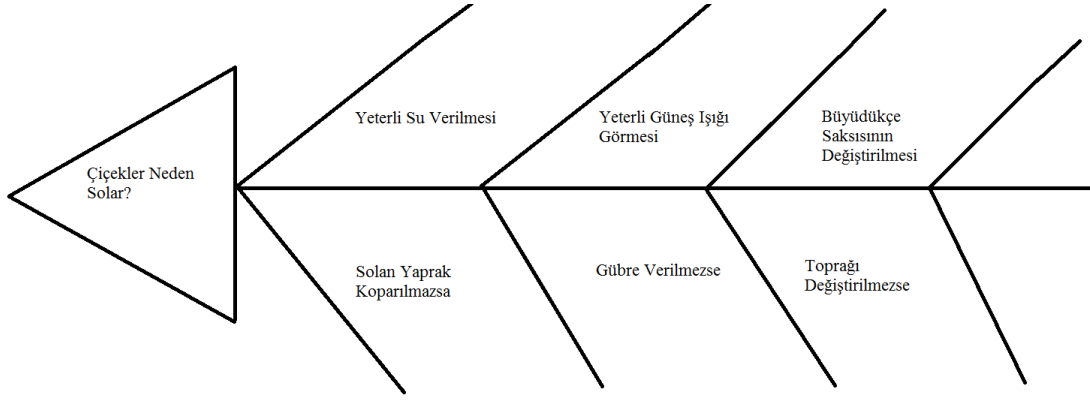 Çiçekler Neden
Solar?
Yeterli Su Verilmesi
Yeterli Güneş Işığı
Görmesi
Büyüdükçe
Saksısının
Değiştirilmesi
Solan Yaprak
Koparılmazsa
Gübre Verilmezse
Toprağı
Değiştirilmezse